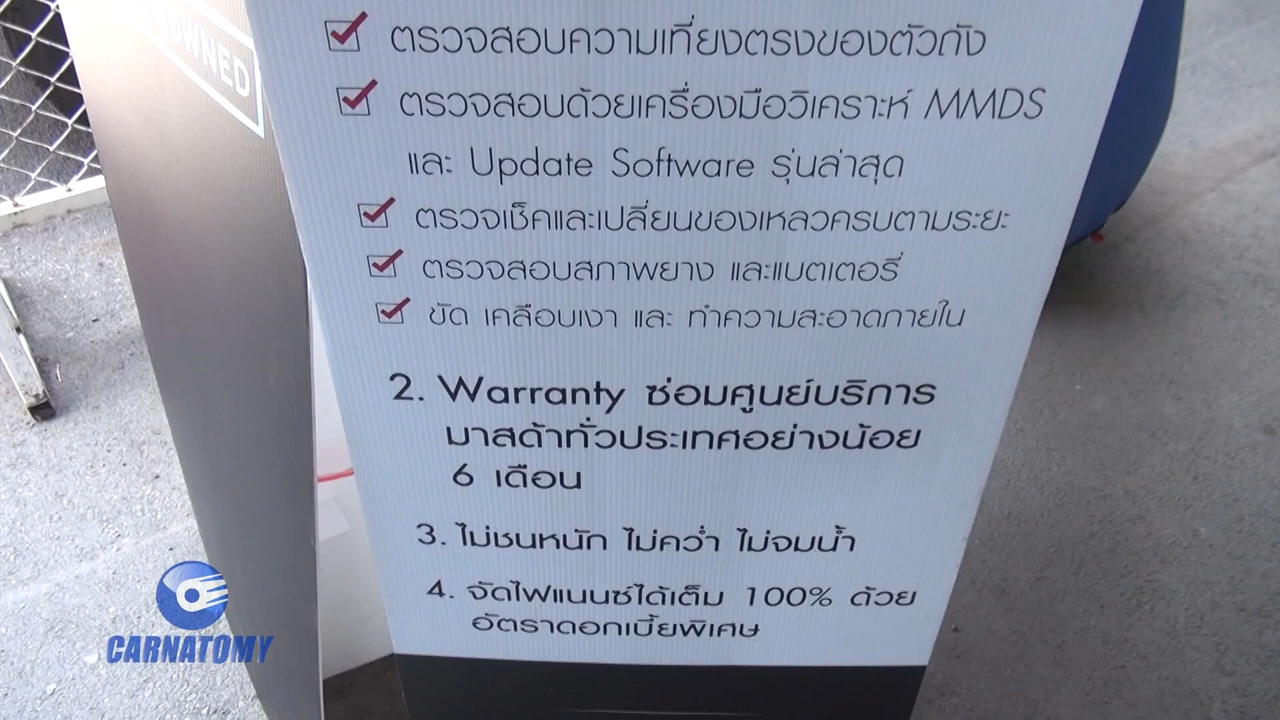 OWNED
ตรวจสอบความเที่ยงตรงของตัวถัง
ตรวจสอบด้วยเครื่องมือวิเคราะห์ MMDS
และ Update Software รุ่นล่าสุด
ตรวจเช็คและเปลี่ยนของเหลวครบตามระยะ
ตรวจสอบสภาพยาง และแบตเตอรี่
ขัด เคลือบเงา และ ทำความสะอาดภายใน
2. Warranty ซ่อมศูนย์บริการ
มาสด้าทั่วประเทศอย่างน้อย
6 เดือน
3. ไม่ชนหนัก ไม่คว่ำ ไม่จมน้ำ
4. จัดไฟแนนซ์ได้เต็ม 100% ด้วย
อัตราดอกเบี้ยพิเศษ
CARNATOMY